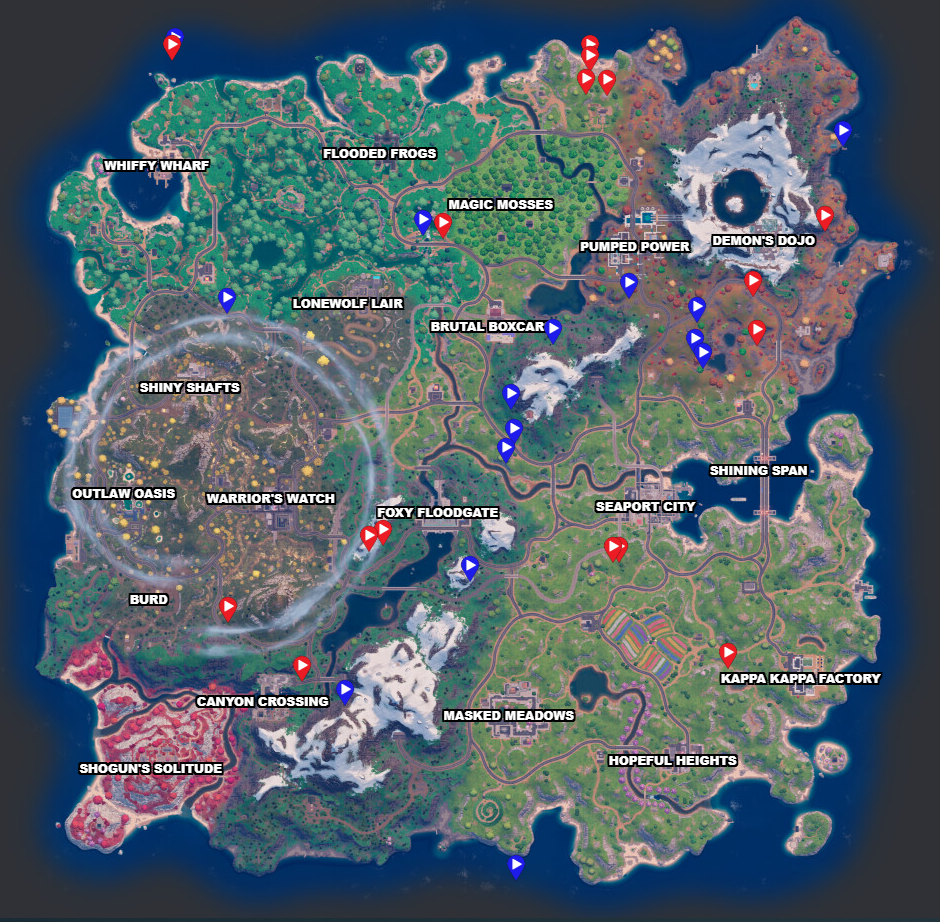 FLOODED FROGS
WHIFFY WHARF
MAGIC MOSSES
PUMPED POWER
DEMON'S DOJO
LONEWOLF LAIR
BRUTAL BOXCAR
SHINY SHAFTS
SHINING SPAN
OUTLAW OASIS
WARRIOR'S WATCH
FOXY FLOODGATE
SEAPORT CITY
BURD
KAPPA KAPPA FACTORY
CANYON CROSSING
MASKED MEADOWS
HOPEFUL HEIGHTS
SHOGUN'S SOLITUDE